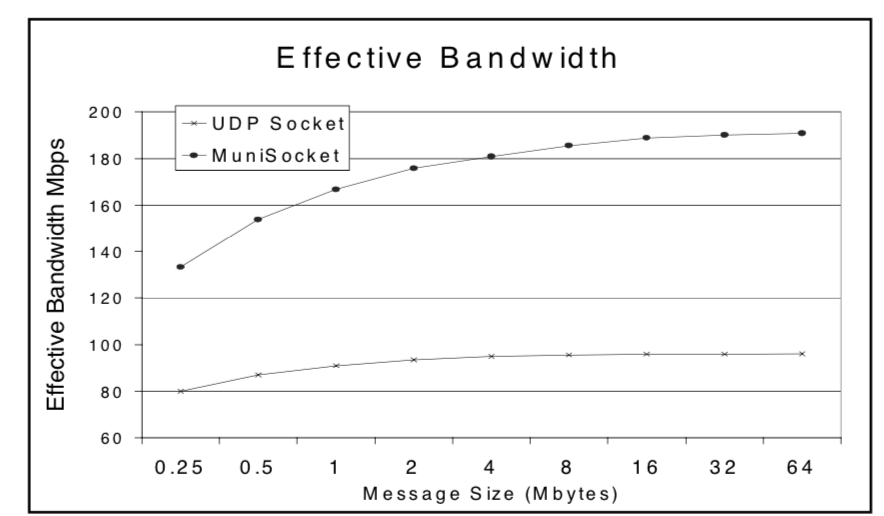 Effective Bandwidth
UDP Socket
MuniSocket
Effective Bandwidth Mbps
200
180
160
140
120
100
80
60
0.25 0.5 1 2 4 8 16 32 64
Message Size (Mbytes)